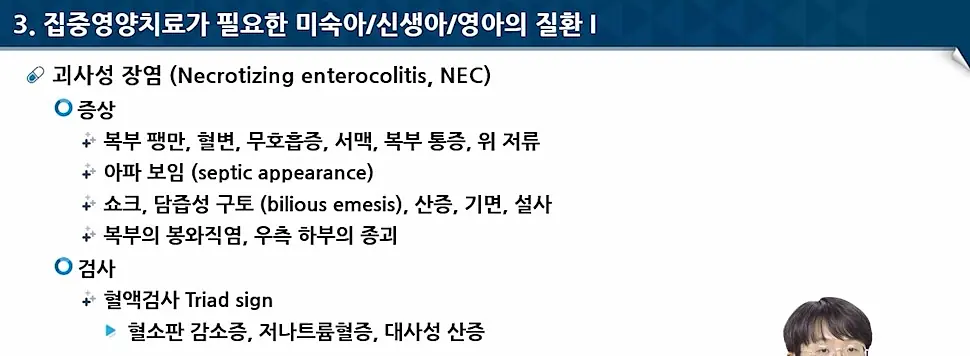 3. 집중영양치료가 필요한 미숙아/신생아/영아의 질환 I
괴사성 장염 (Necrotizing enterocolitis, NEC)
증상
복부 팽만, 혈변, 무호흡증, 서맥, 복부 통증, 위 저류
아파 보임 (septic appearance)
쇼크, 담즙성 구토 (bilious emesis), 산증, 기면, 설사
복부의 봉와직염, 우측 하부의 종괴
검사
혈액검사 Triad sign
혈소판 감소증, 저나트륨혈증, 대사성 산증